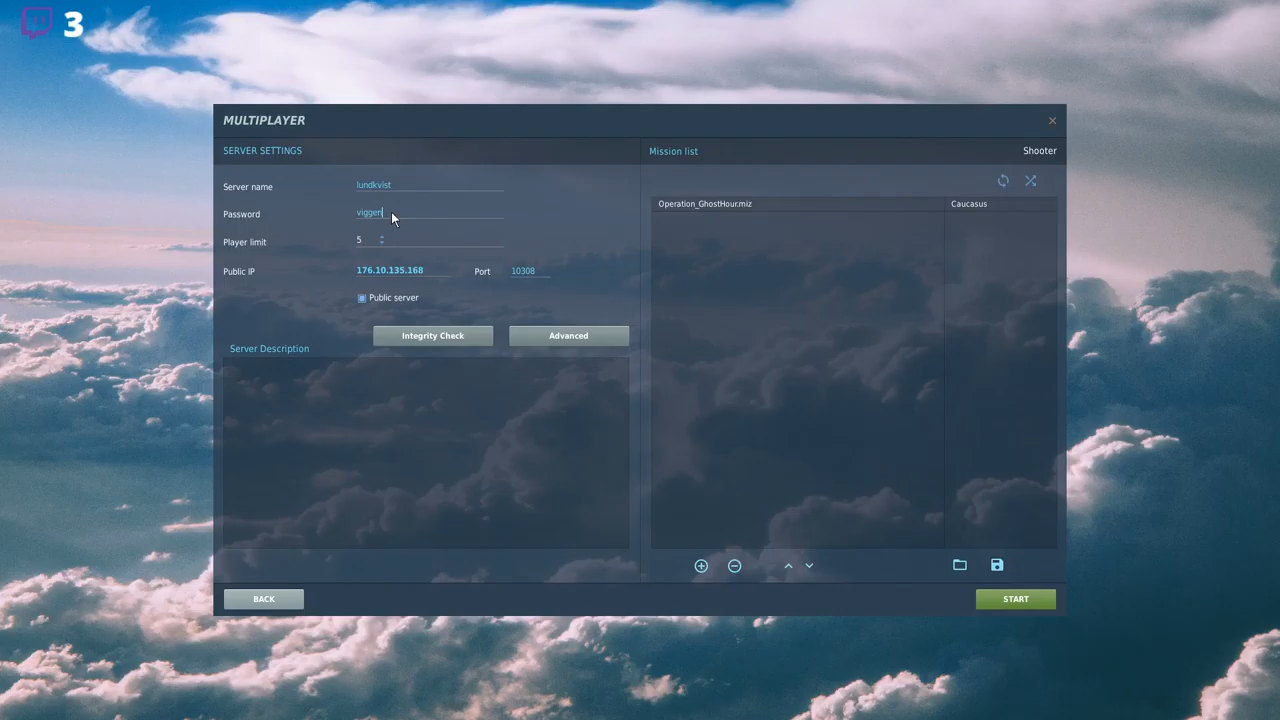 3
MULTIPLAYER
SERVER SETTINGS
Server name lundkvist
Password viggen
Player limit 5
Public IP 176.10.135.168 Port 10308
Public server
Integrity Check Advanced
Server Description
Mission list Shooter
Operation_GhostHour.miz Caucasus
BACK START